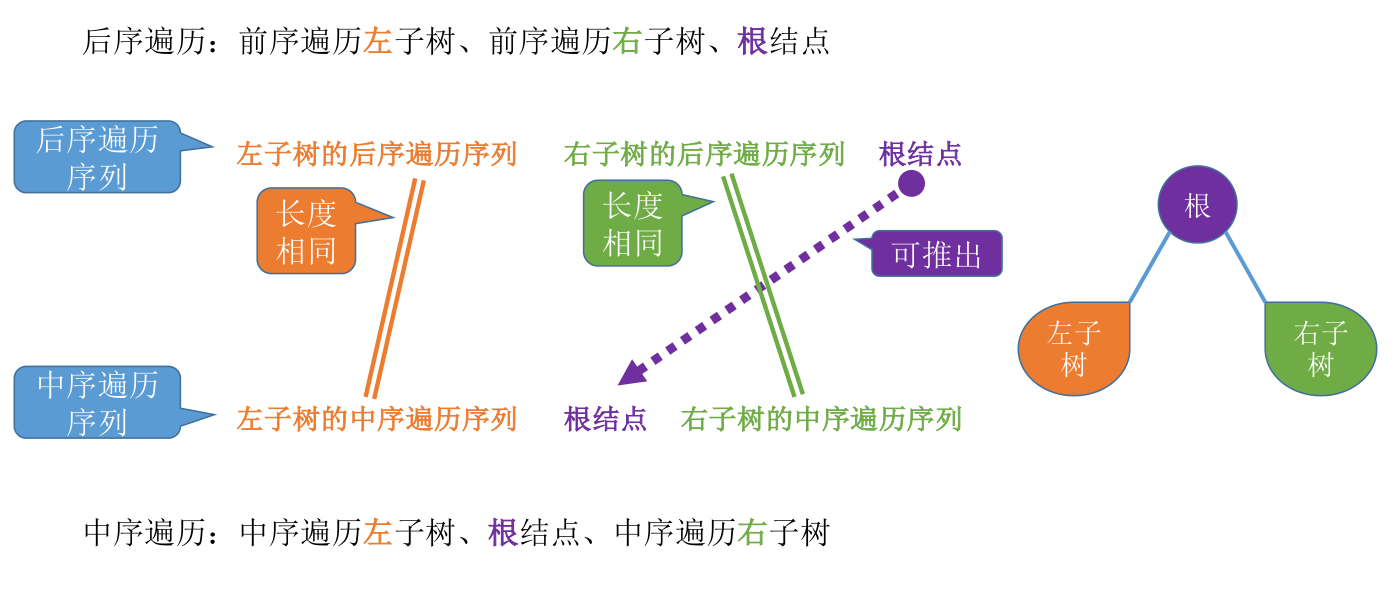 后序遍历：前序遍历左子树、前序遍历右子树、根结点
后序遍历
序列
左子树的后序遍历序列
右子树的后序遍历序列
根结点
长度
相同
长度
相同
可推出
根
左子
树
右子
树
中序遍历
序列
左子树的中序遍历序列
根结点
右子树的中序遍历序列
中序遍历：中序遍历左子树、根结点、中序遍历右子树